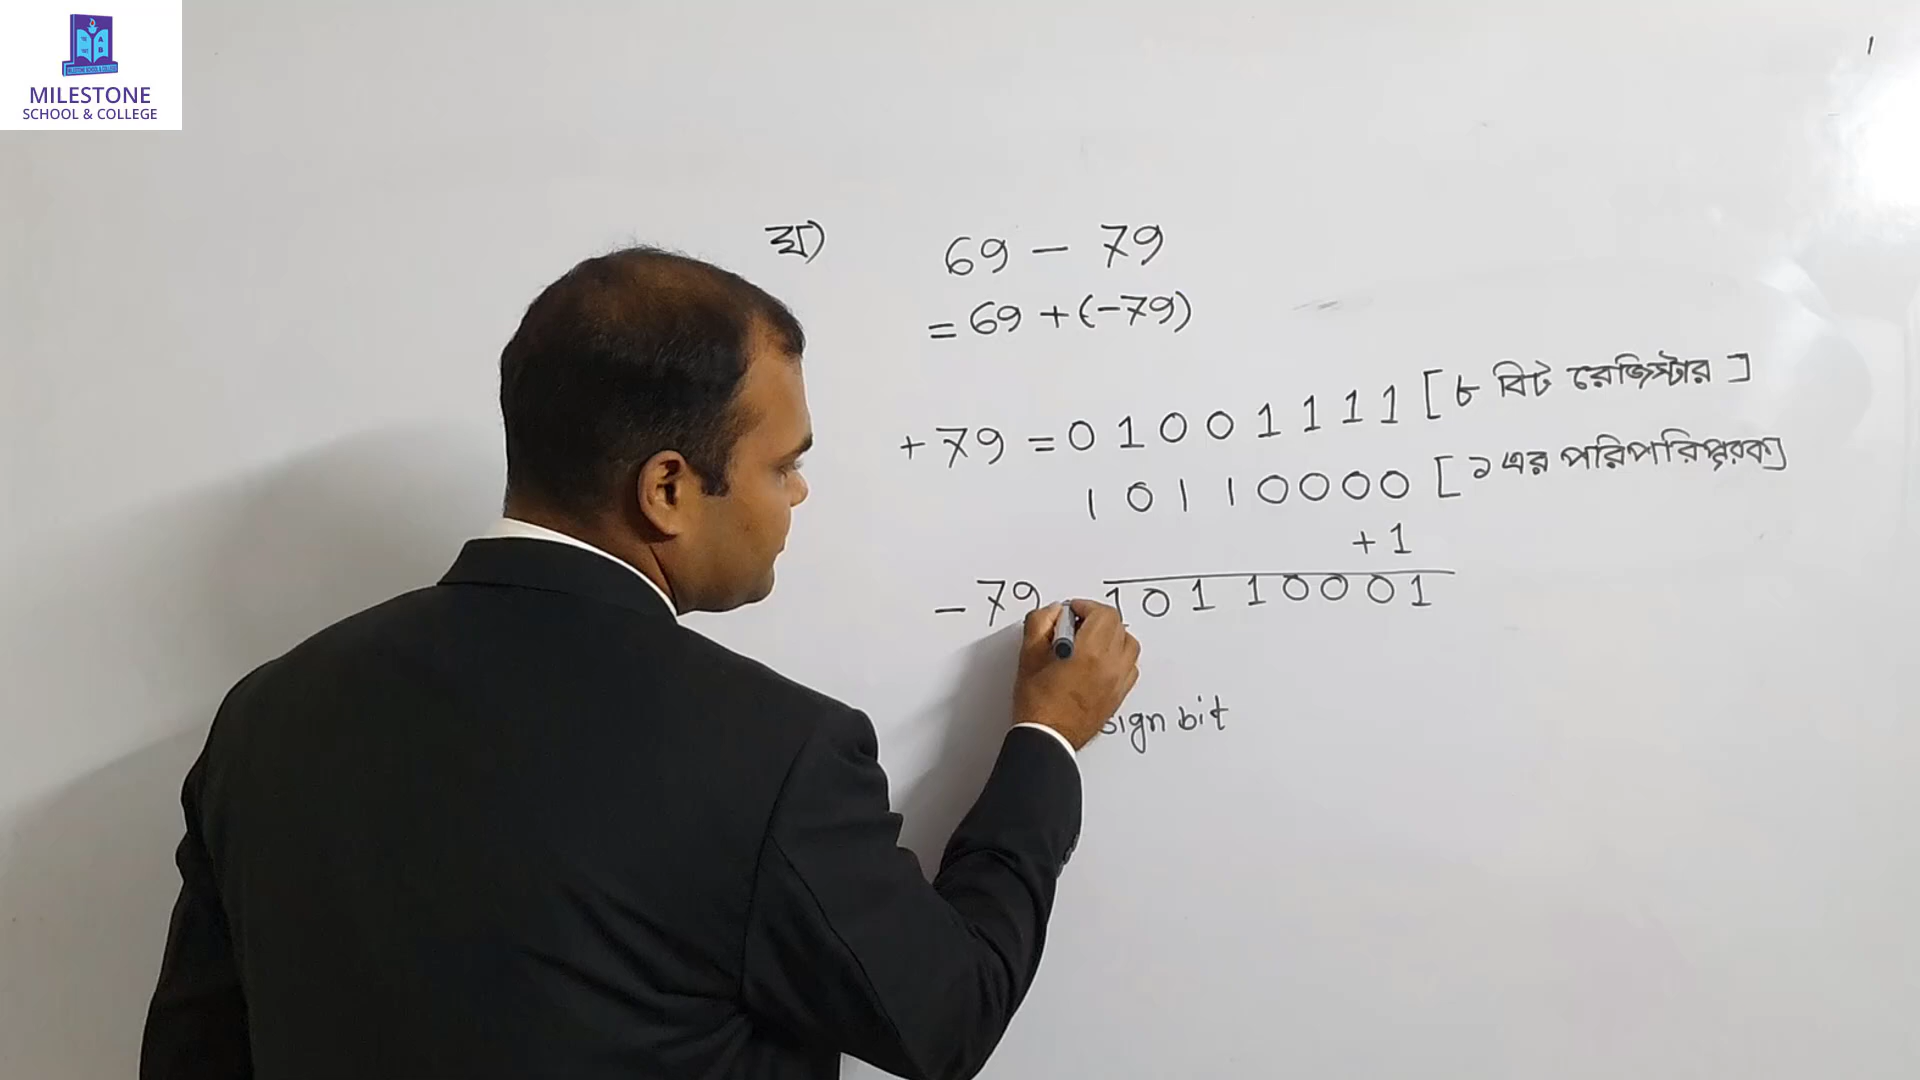 MILESTONE
SCHOOL & COLLEGE
ঘ) 69 - 79
= 69 + (-79)
+ 79 = 0 1 0 0 1 1 1 1 [ ৮ বিট রেজিস্টার ]
1 0 1 1 0 0 0 0 [ ১ এর পরিপারিপূরক]
+ 1
- 79 1 0 1 1 0 0 0 1
sign bit